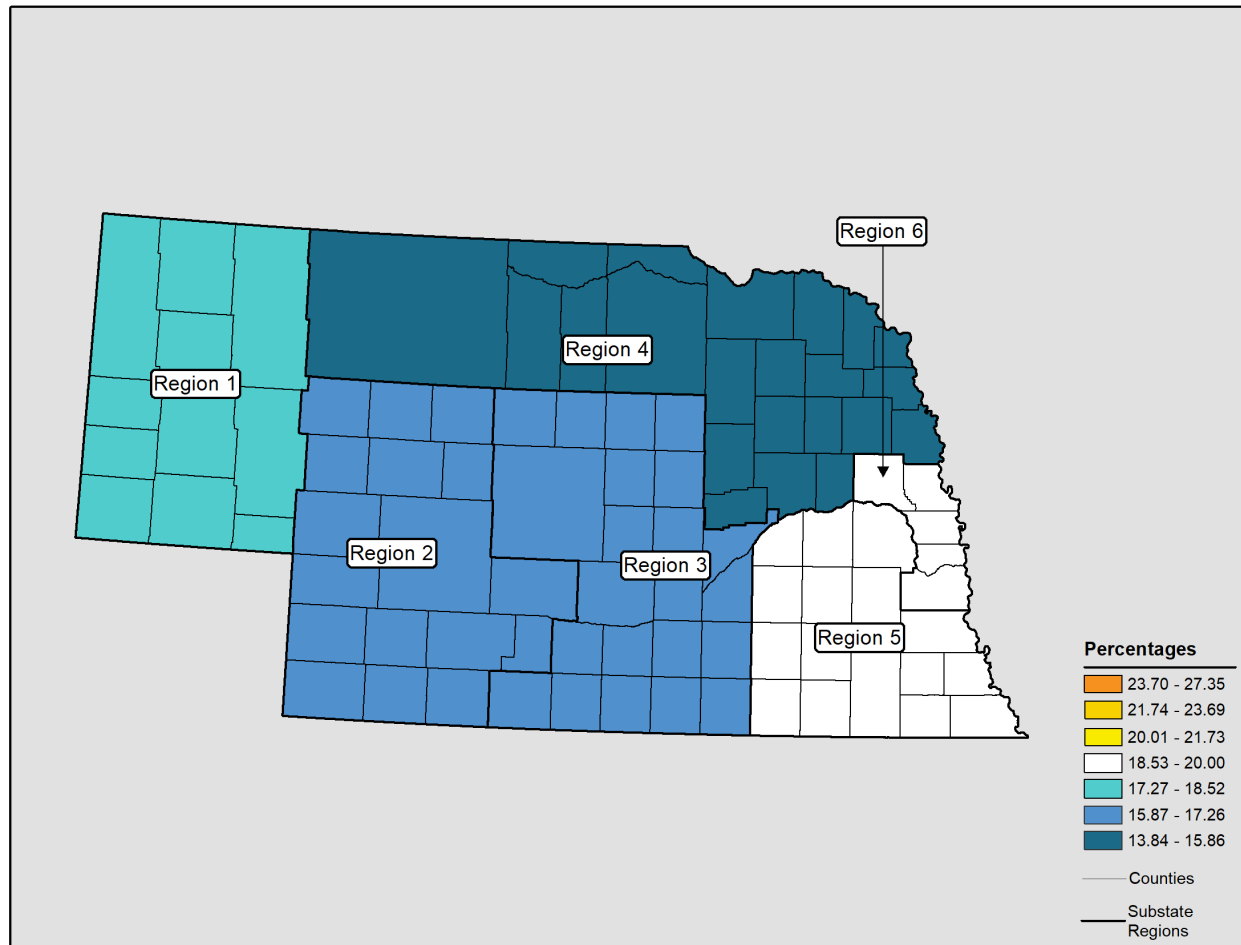 Region 6
Region 4
Region 1
Region 2
Region 3
Region 5
Percentages
23.70 - 27.35
21.74 - 23.69
20.01 - 21.73
18.53 - 20.00
17.27 - 18.52
15.87 - 17.26
13.84 - 15.86
Counties
Substate
Regions